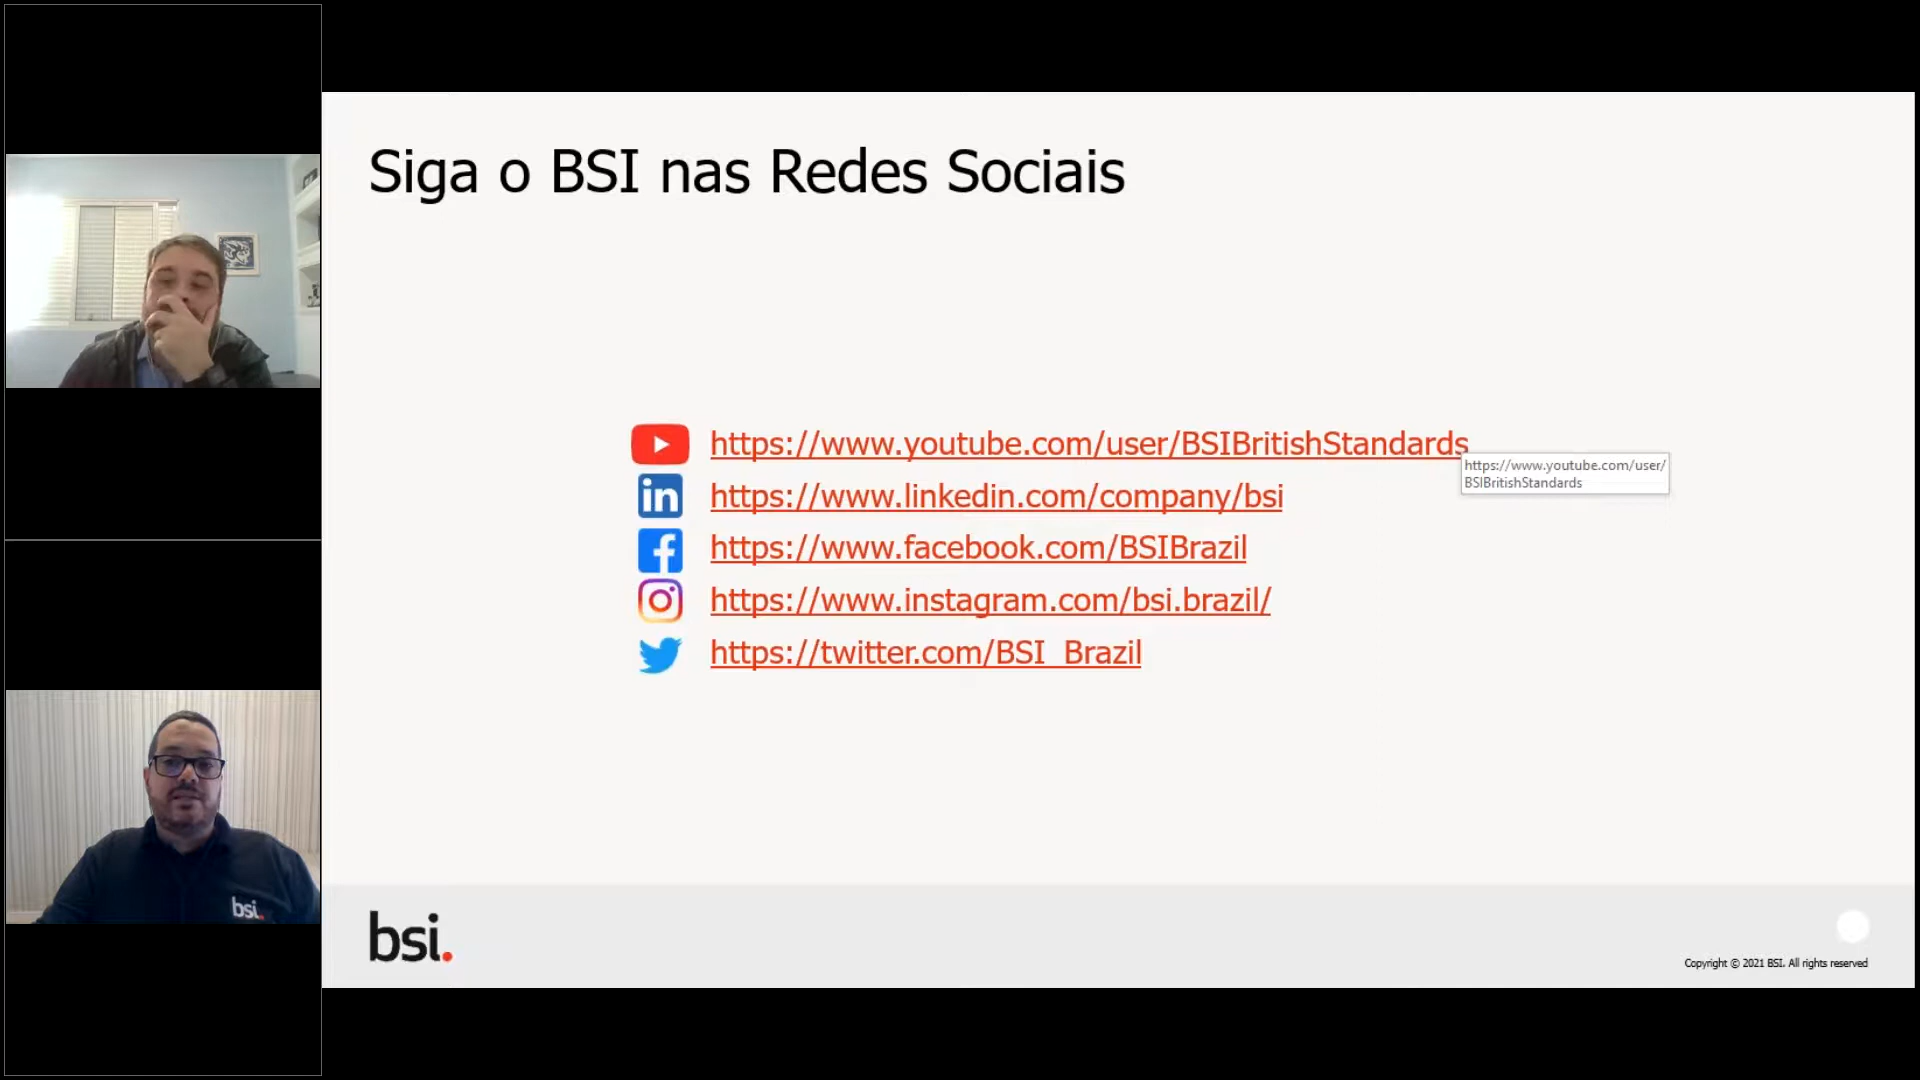 Siga o BSI nas Redes Sociais
https://www.youtube.com/user/BSIBritishStandards
https://www.youtube.com/user/
BSIBritishStandards
in https://www.linkedin.com/company/bsi
f https://www.facebook.com/BSIBrazil
https://www.instagram.com/bsi.brazil/
https://twitter.com/BSI_Brazil
bsi.
bsi.
Copyright © 2021 BSI. All rights reserved